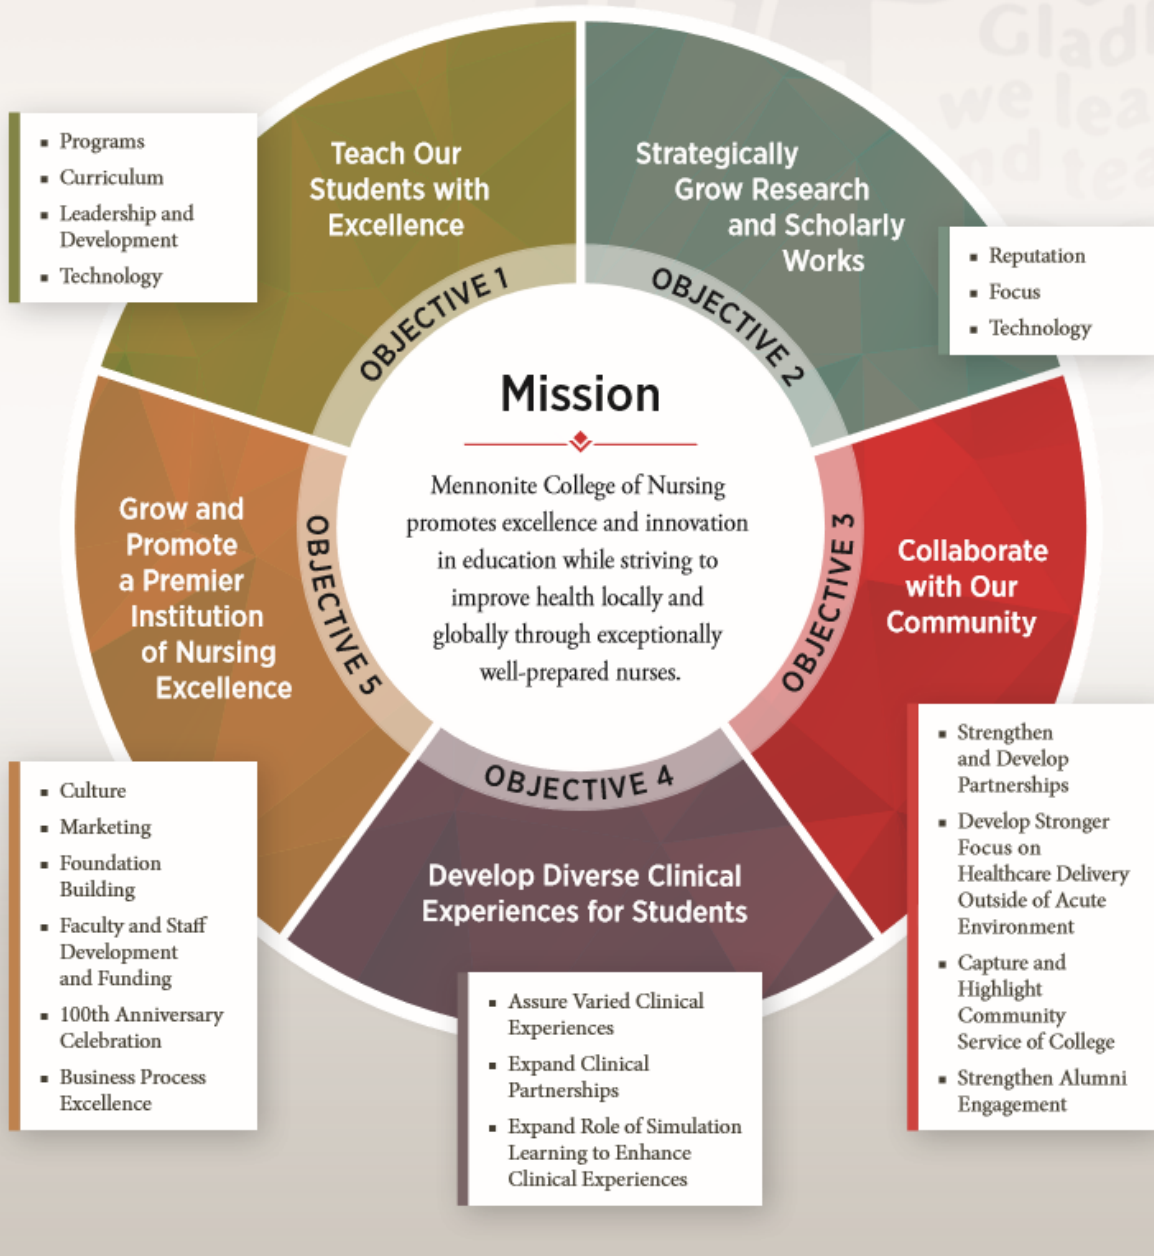 Gladl
we lea
nd tea
Teach Our
Students with
Excellence
OBJECTIVE 1
▪ Programs
▪ Curriculum
▪ Leadership and
Development
▪ Technology
Strategically
Grow Research
and Scholarly
Works
OBJECTIVE 2
▪ Reputation
▪ Focus
▪ Technology
Mission
Mennonite College of Nursing
promotes excellence and innovation
in education while striving to
improve health locally and
globally through exceptionally
well-prepared nurses.
Collaborate
with Our
Community
OBJECTIVE 3
▪ Strengthen
and Develop
Partnerships
▪ Develop Stronger
Focus on
Healthcare Delivery
Outside of Acute
Environment
▪ Capture and
Highlight
Community
Service of College
▪ Strengthen Alumni
Engagement
OBJECTIVE 4
Develop Diverse Clinical
Experiences for Students
▪ Assure Varied Clinical
Experiences
▪ Expand Clinical
Partnerships
▪ Expand Role of Simulation
Learning to Enhance
Clinical Experiences
Grow and
Promote
a Premier
Institution
of Nursing
Excellence
OBJECTIVE 5
▪ Culture
▪ Marketing
▪ Foundation
Building
▪ Faculty and Staff
Development
and Funding
▪ 100th Anniversary
Celebration
▪ Business Process
Excellence